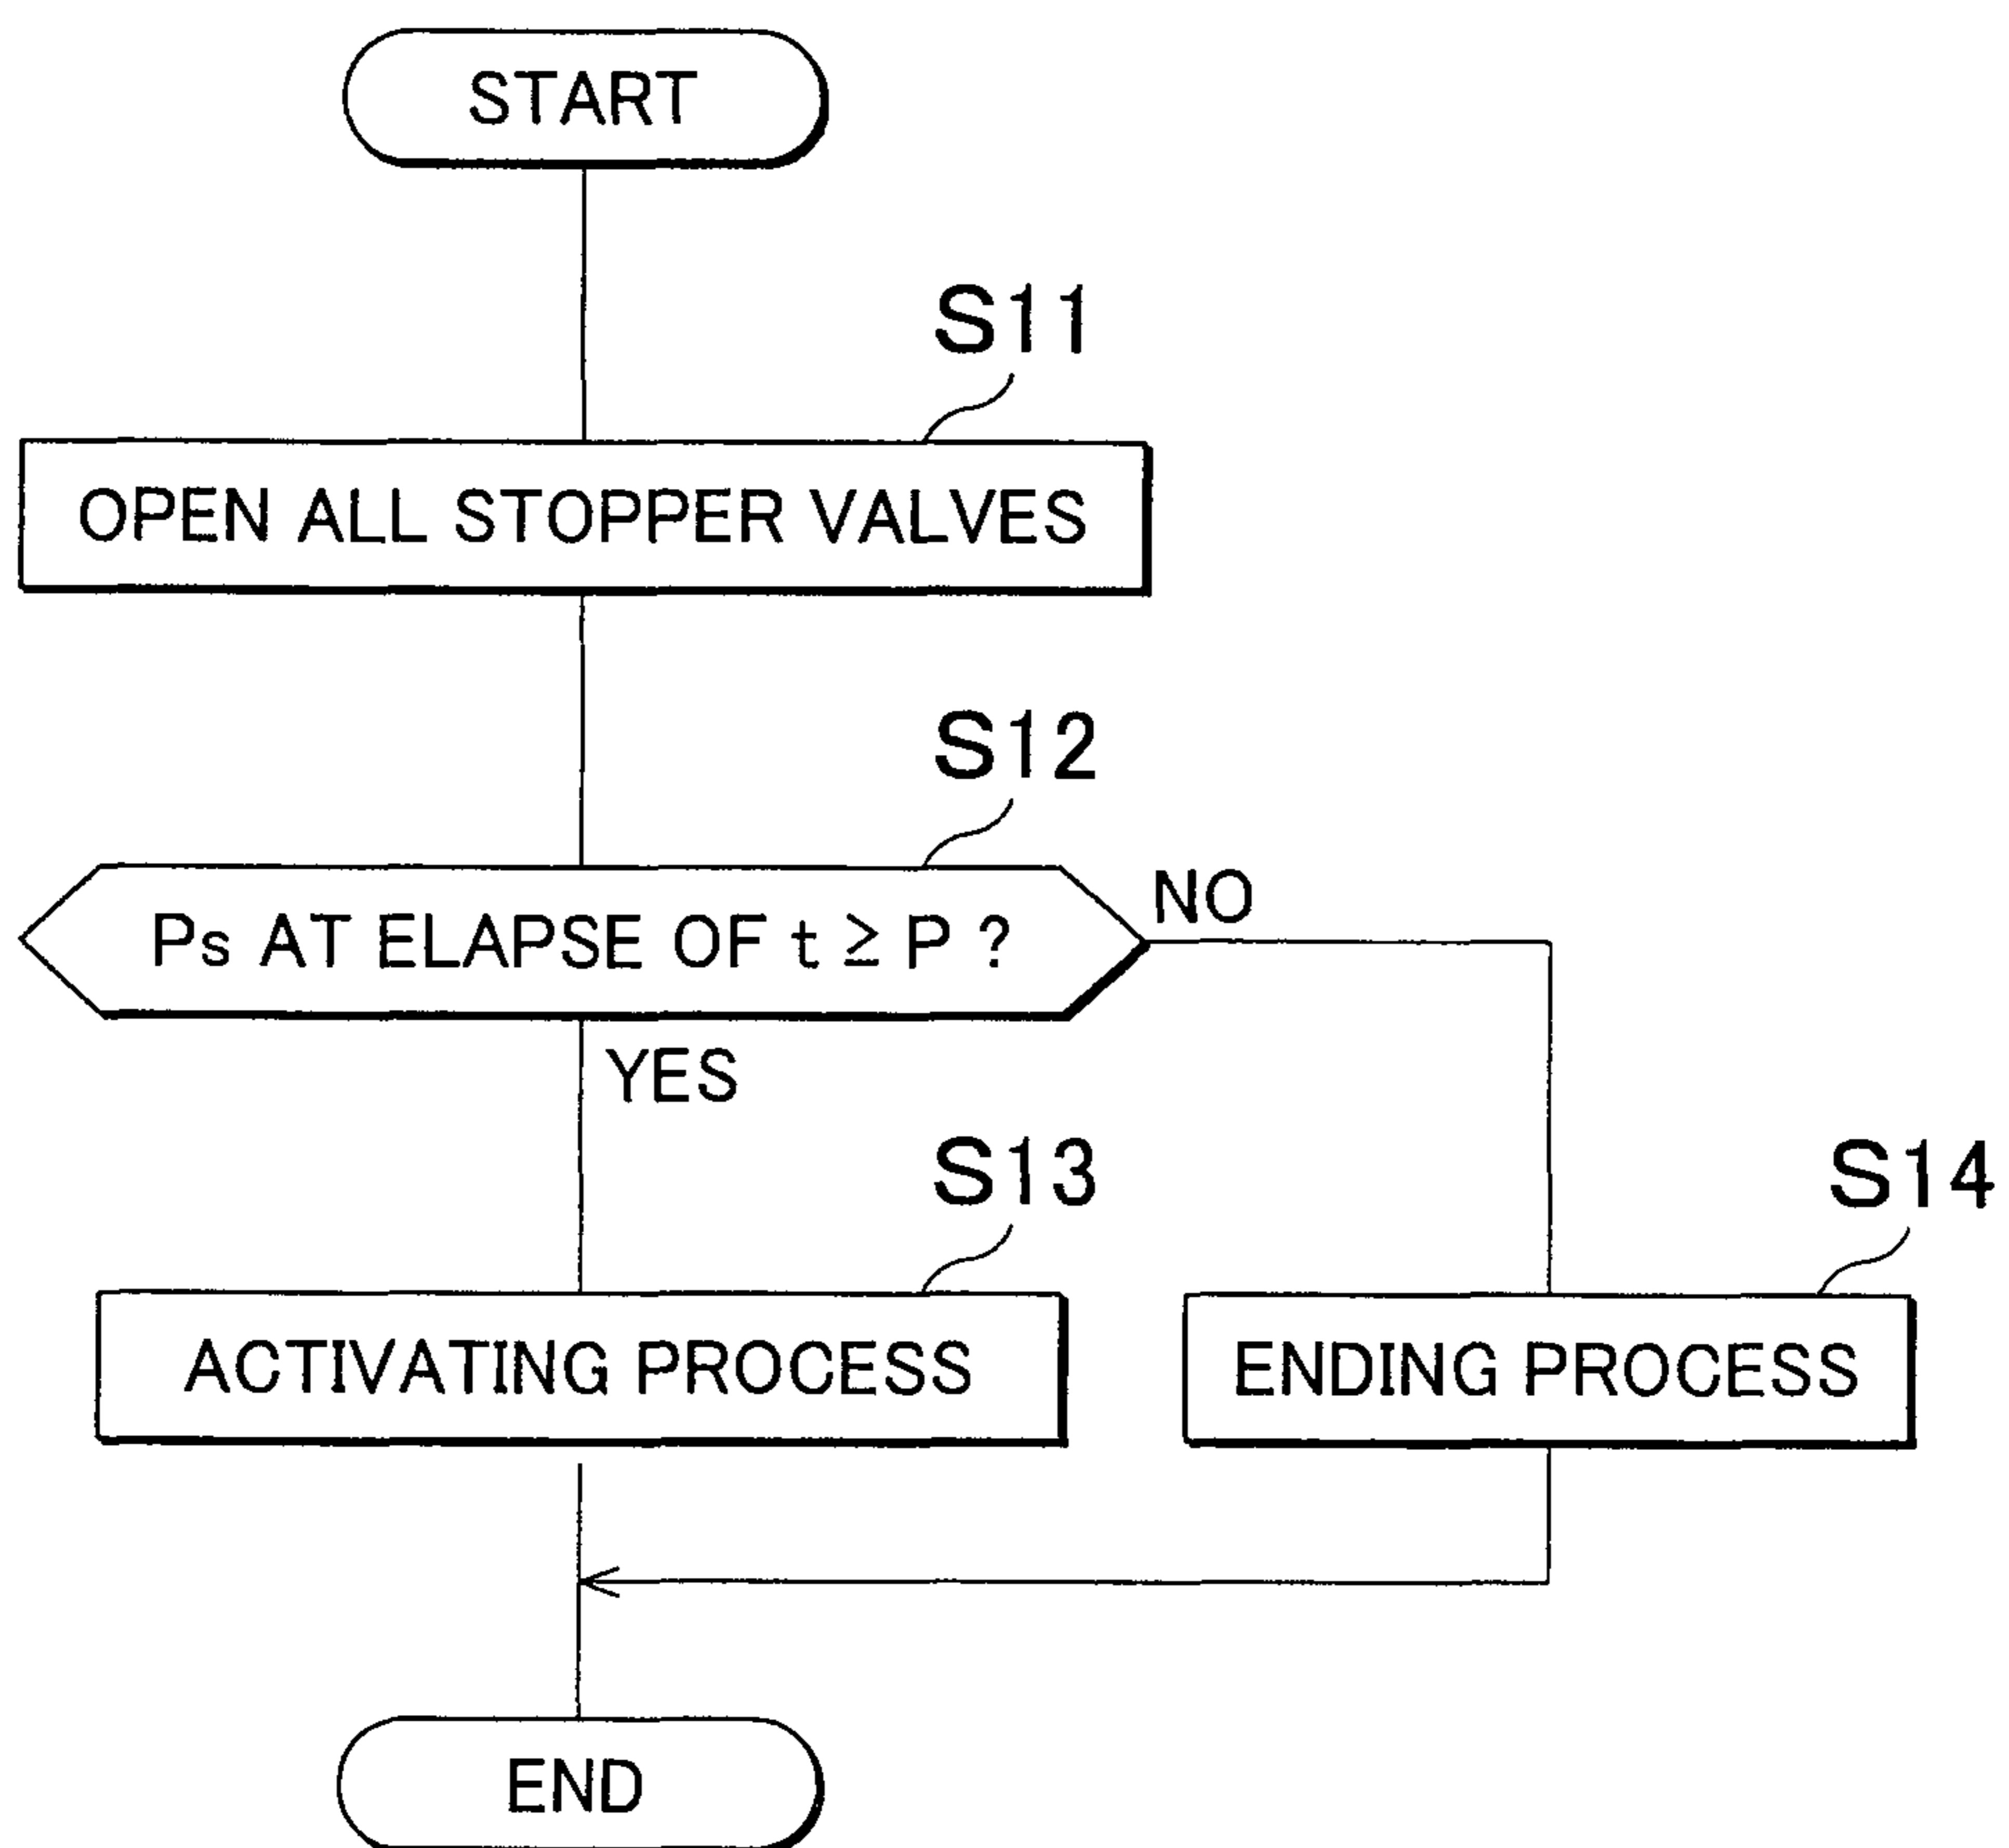 START
S11
OPEN ALL STOPPER VALVES
S12
Ps AT ELAPSE OF t ≥ P ?
NO
YES
S13
S14
ACTIVATING PROCESS
ENDING PROCESS
END